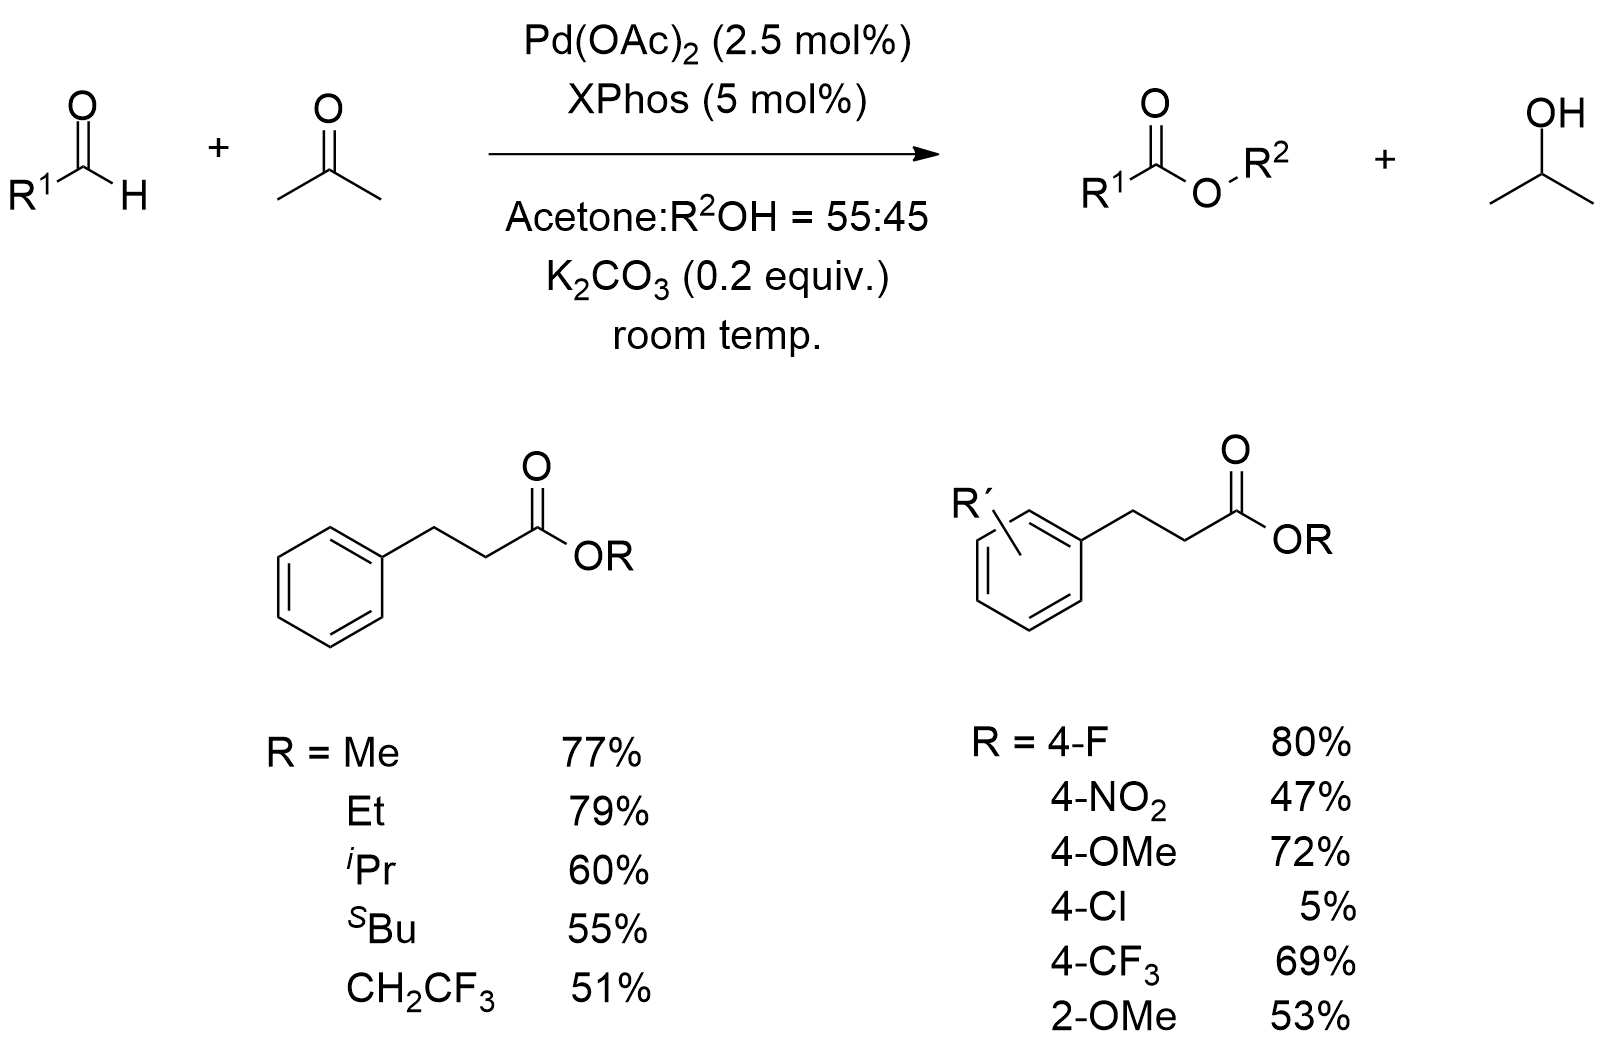 Pd(OAc)₂ (2.5 mol%)
XPhos (5 mol%)
O
R¹ H
+
O
Acetone:R²OH = 55:45
K₂CO₃ (0.2 equiv.)
room temp.
O
R¹ O R²
+
OH
O
OR
R = Me 77%
Et 79%
ⁱPr 60%
ˢBu 55%
CH₂CF₃ 51%
R´
O
OR
R = 4-F 80%
4-NO₂ 47%
4-OMe 72%
4-Cl 5%
4-CF₃ 69%
2-OMe 53%